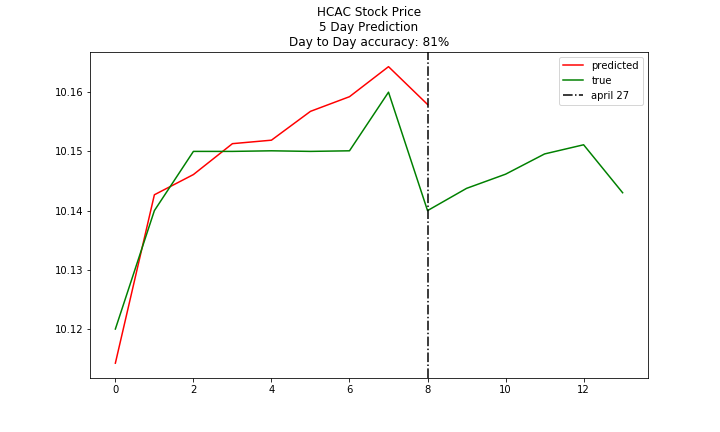 HCAC Stock Price
5 Day Prediction
Day to Day accuracy: 81%
predicted
true
april 27
10.16
10.15
10.14
10.13
10.12
0 2 4 6 8 10 12